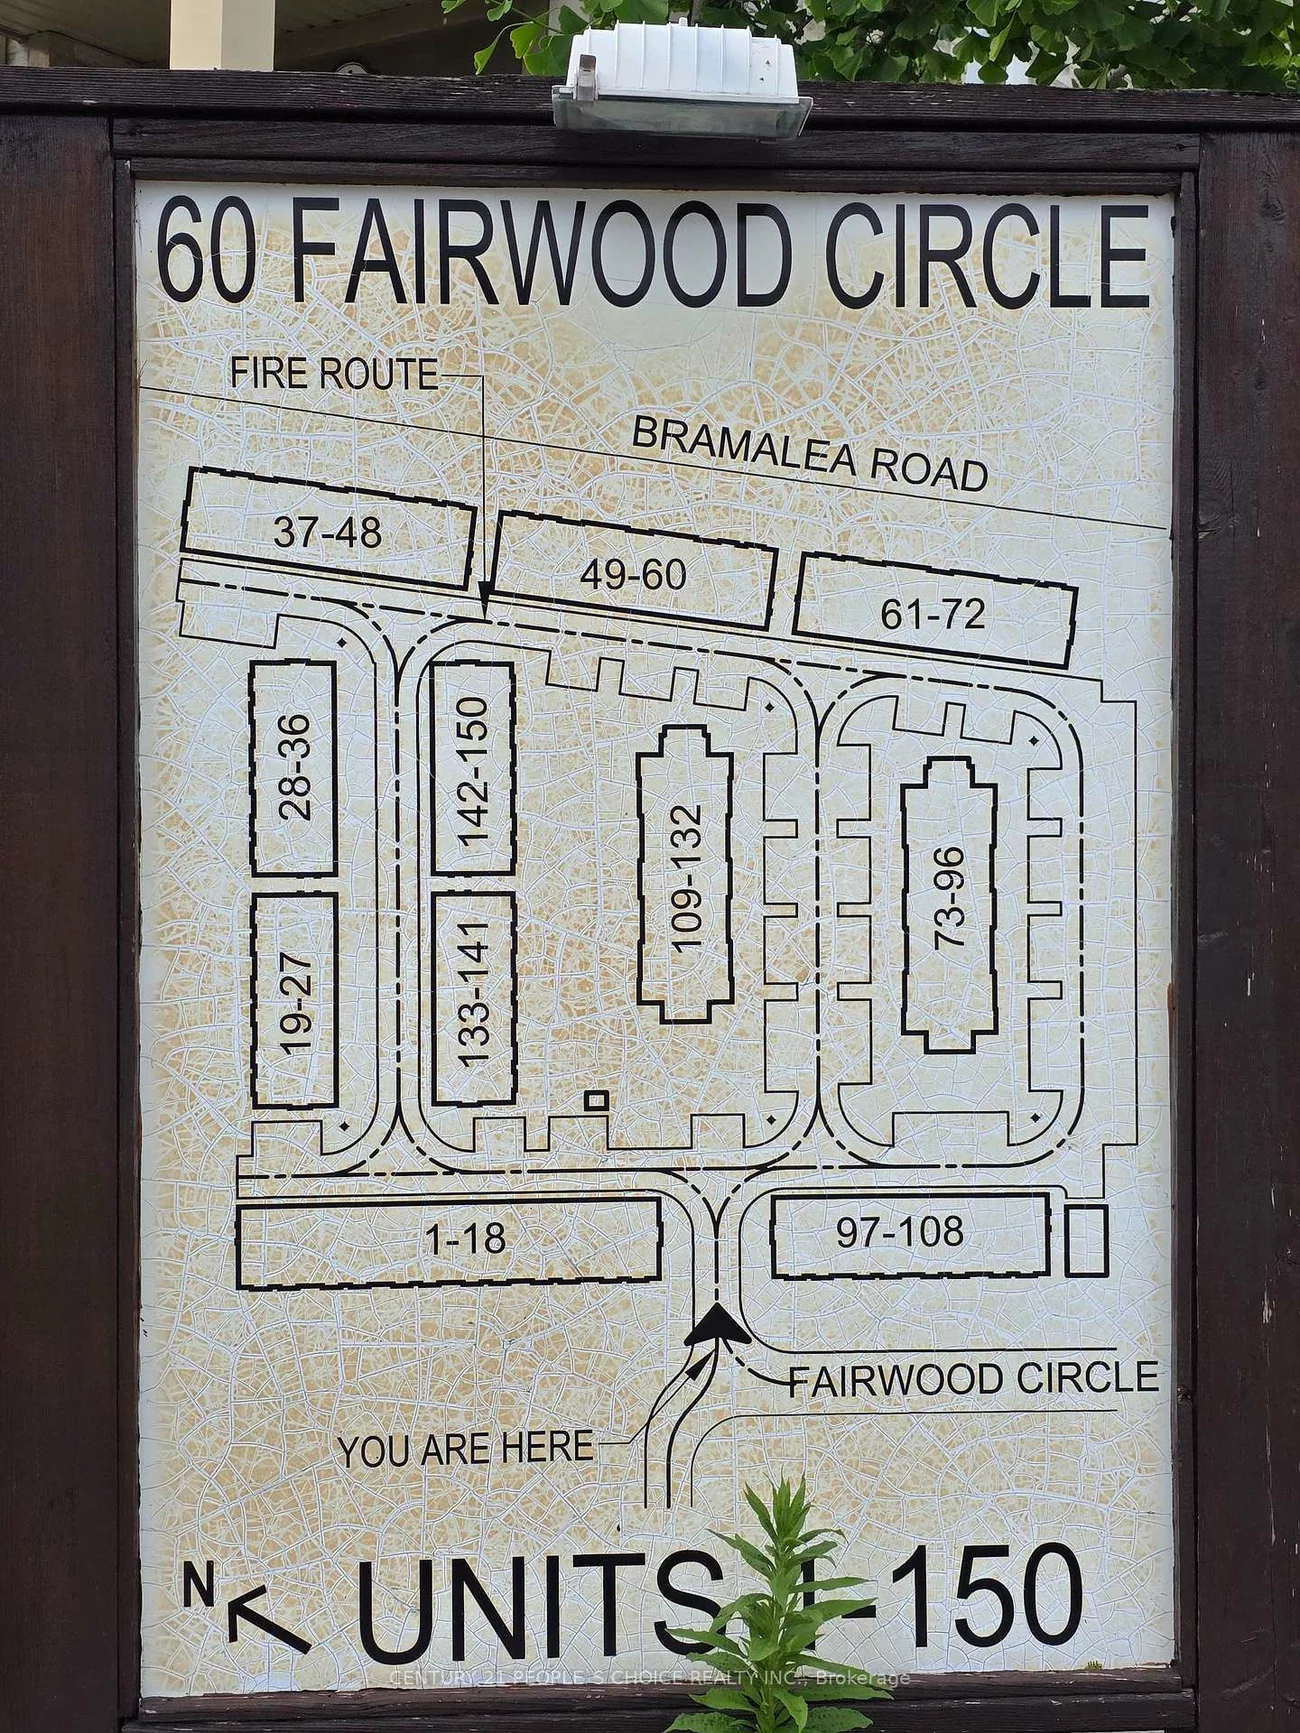 60 FAIRWOOD CIRCLE
FIRE ROUTE
BRAMALEA ROAD
37-48
49-60
61-72
28-36
142-150
109-132
73-96
19-27
133-141
1-18
97-108
FAIRWOOD CIRCLE
YOU ARE HERE
N
UNITS 1-150
CENTURY 21 PEOPLE`S CHOICE REALTY INC., Brokerage